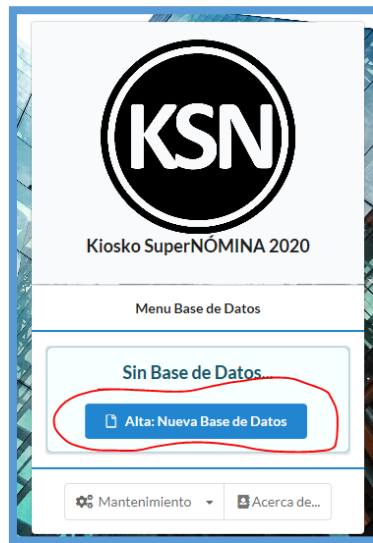 KSN
Kiosko SuperNÓMINA 2020
Menu Base de Datos
Sin Base de Datos...
Alta: Nueva Base de Datos
Mantenimiento Acerca de...